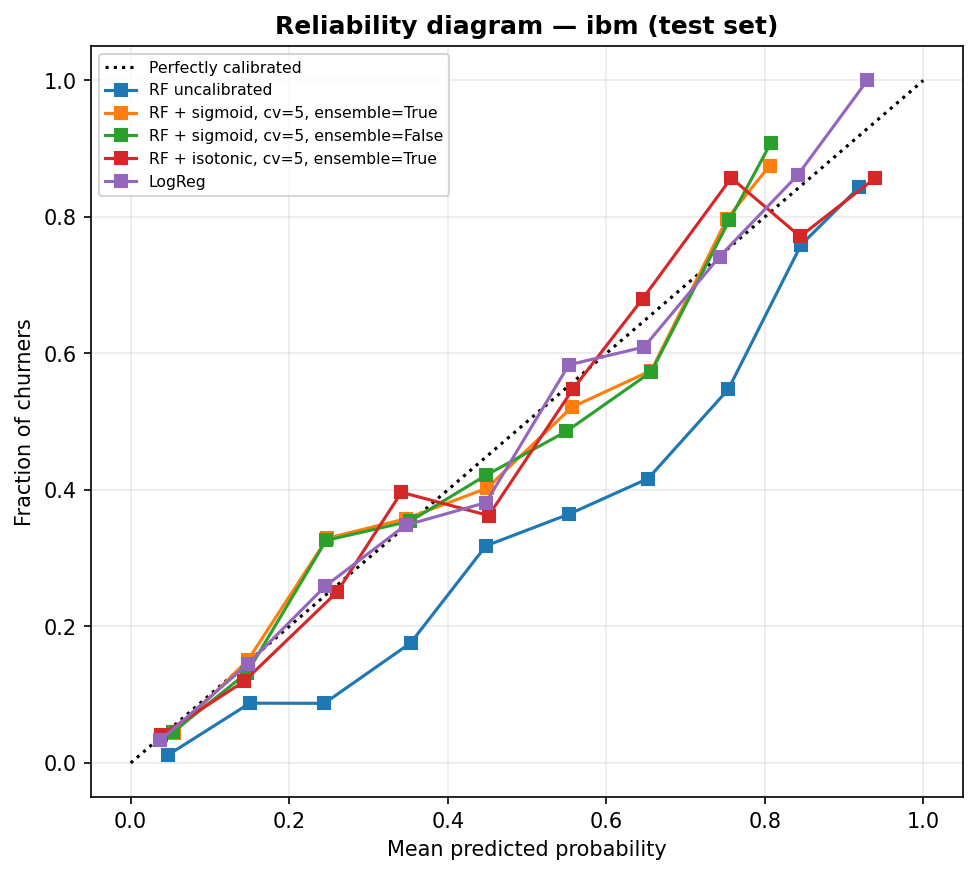 Reliability diagram — ibm (test set)
Perfectly calibrated
RF uncalibrated
RF + sigmoid, cv=5, ensemble=True
RF + sigmoid, cv=5, ensemble=False
RF + isotonic, cv=5, ensemble=True
LogReg
Fraction of churners
1.0
0.8
0.6
0.4
0.2
0.0
0.0 0.2 0.4 0.6 0.8 1.0
Mean predicted probability